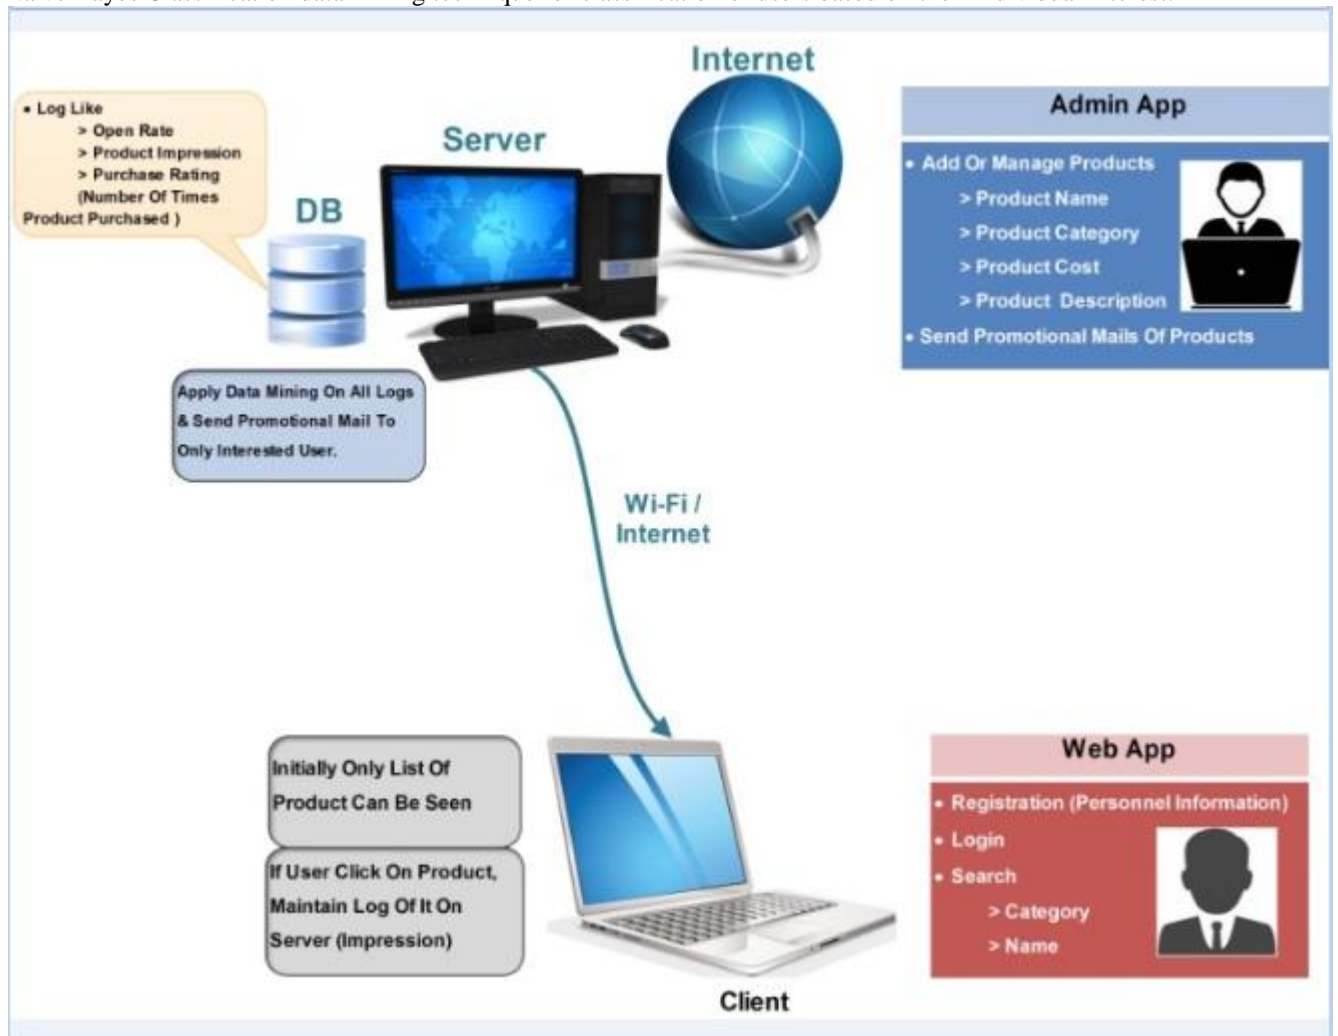 Internet
• Log Like
> Open Rate
> Product Impression
> Purchase Rating
(Number Of Times
Product Purchased )
Server
DB
Apply Data Mining On All Logs
& Send Promotional Mail To
Only Interested User.
Admin App
• Add Or Manage Products
> Product Name
> Product Category
> Product Cost
> Product Description
• Send Promotional Mails Of Products
Wi-Fi /
Internet
Initially Only List Of
Product Can Be Seen
If User Click On Product,
Maintain Log Of It On
Server (Impression)
Client
Web App
• Registration (Personnel Information)
• Login
• Search
> Category
> Name